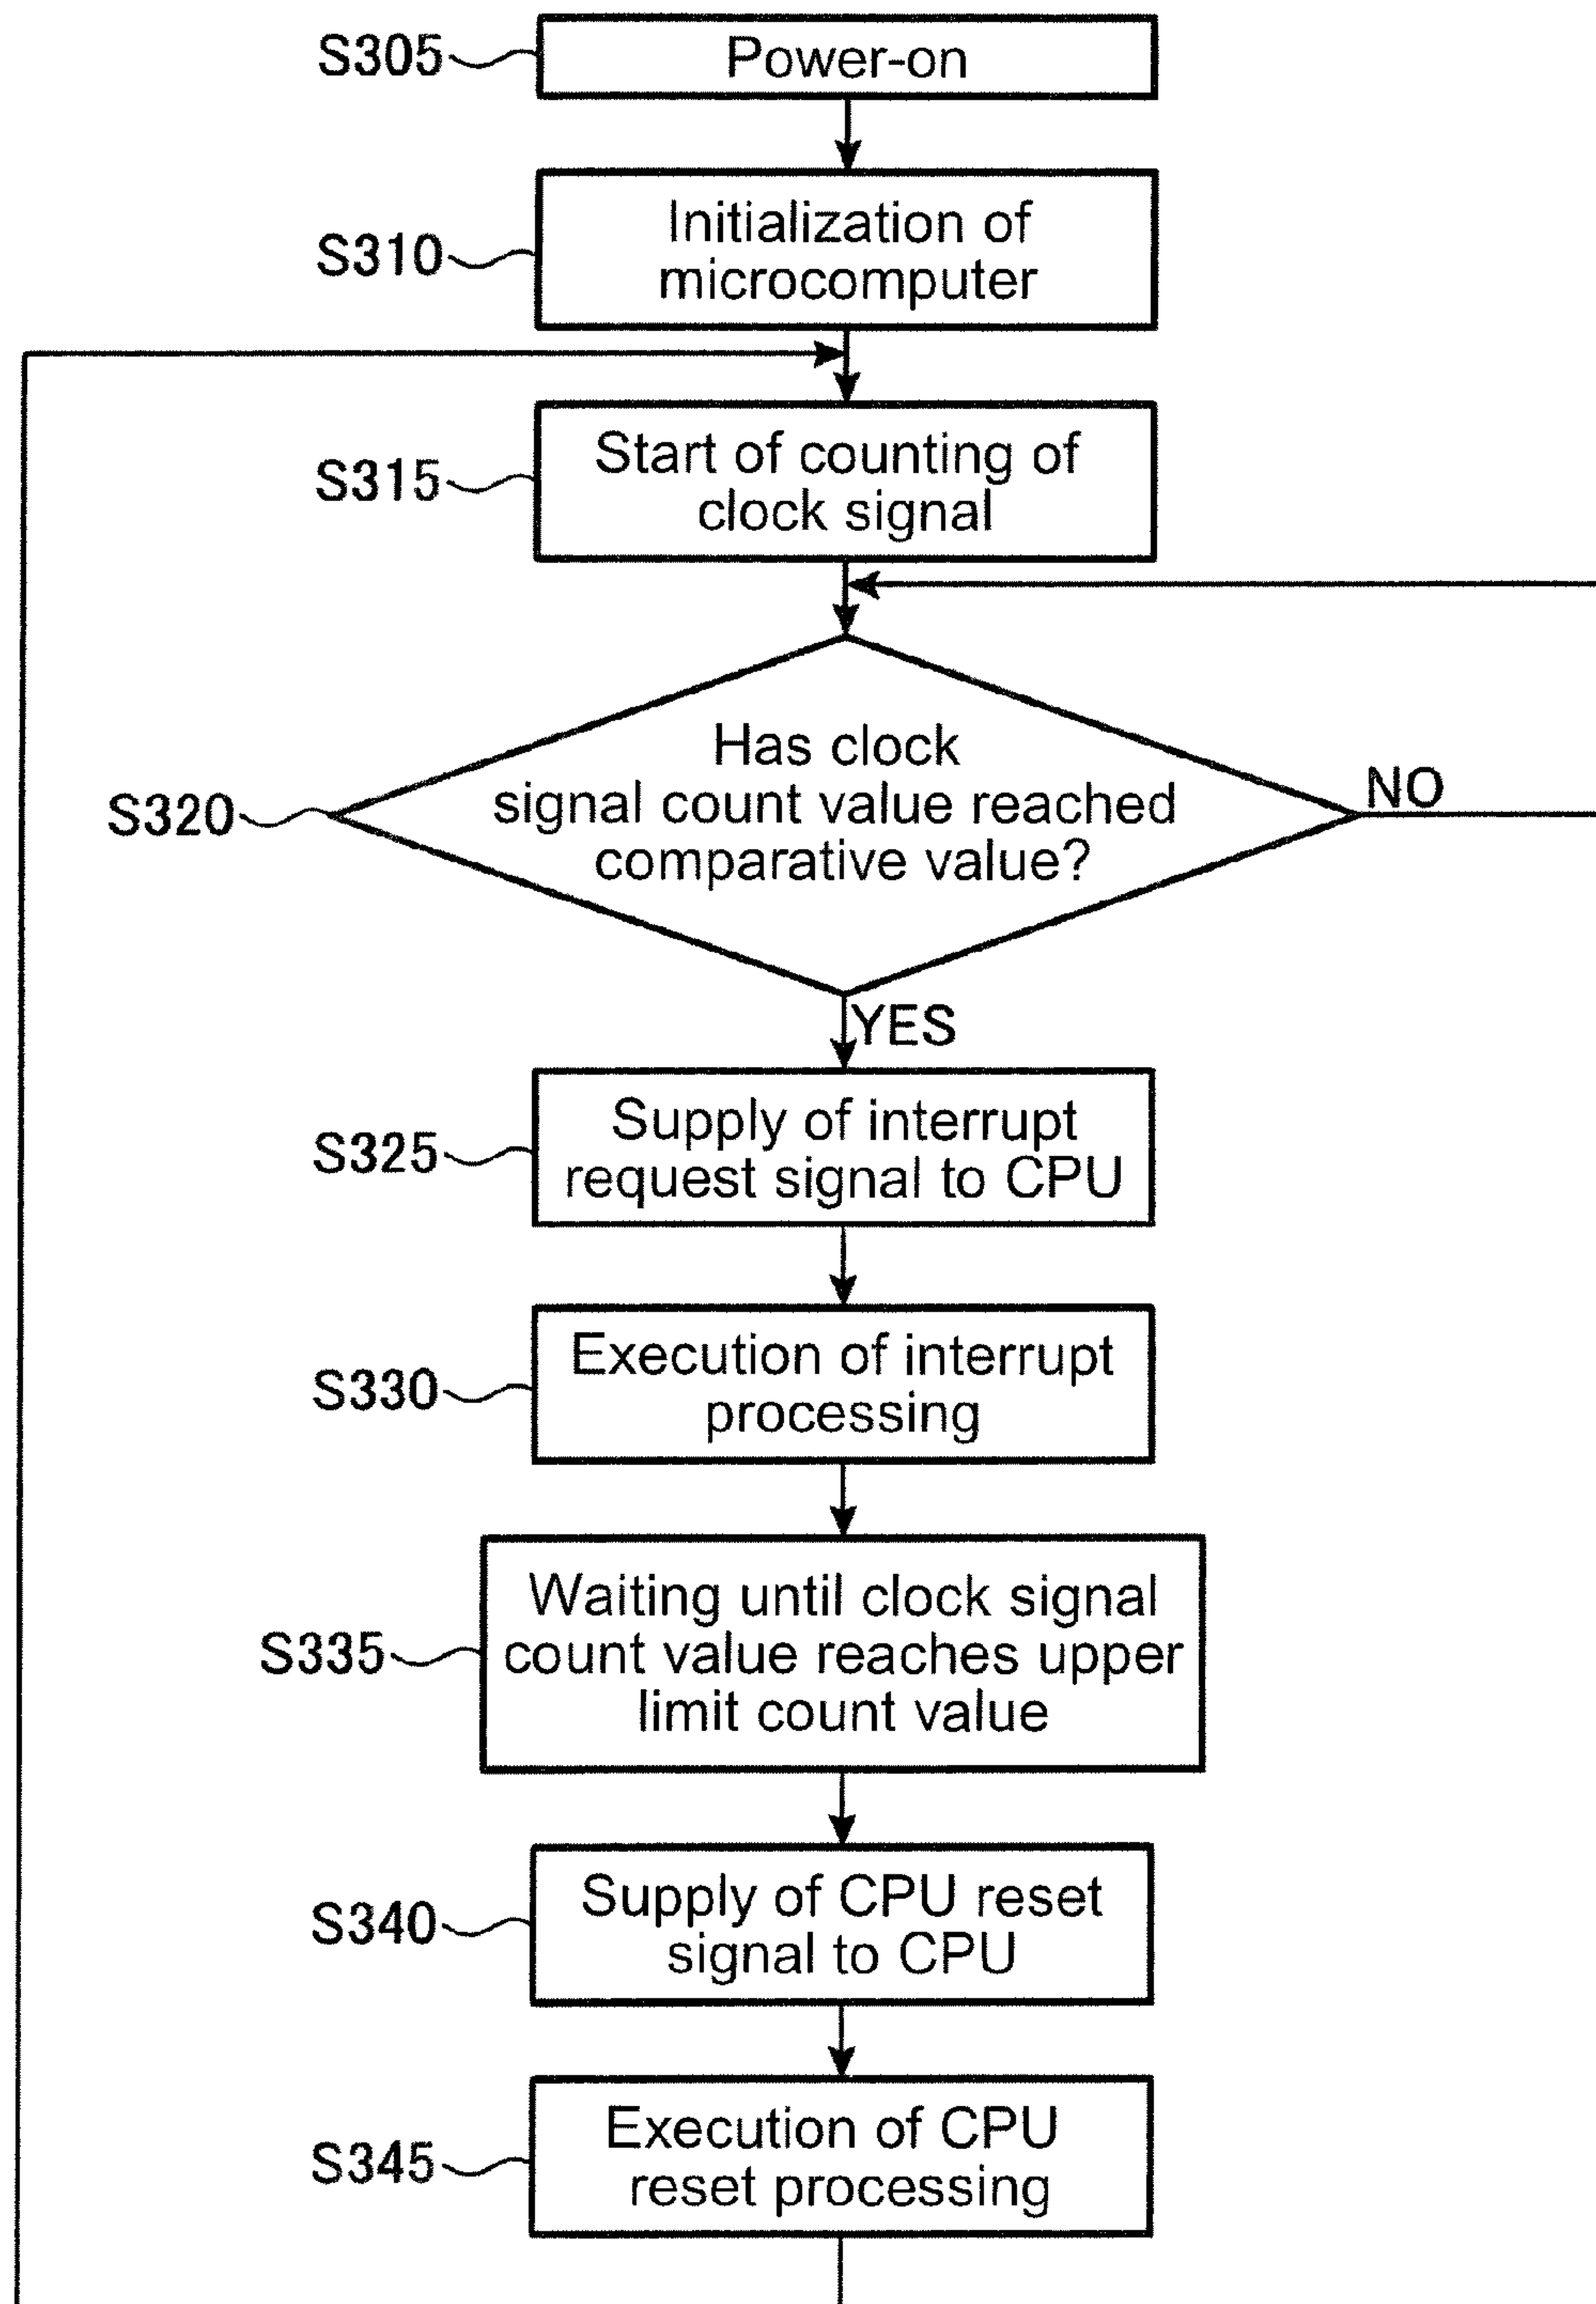 S305
Power-on
S310
Initialization of
microcomputer
S315
Start of counting of
clock signal
S320
Has clock
signal count value reached
comparative value?
NO
YES
S325
Supply of interrupt
request signal to CPU
S330
Execution of interrupt
processing
S335
Waiting until clock signal
count value reaches upper
limit count value
S340
Supply of CPU reset
signal to CPU
S345
Execution of CPU
reset processing